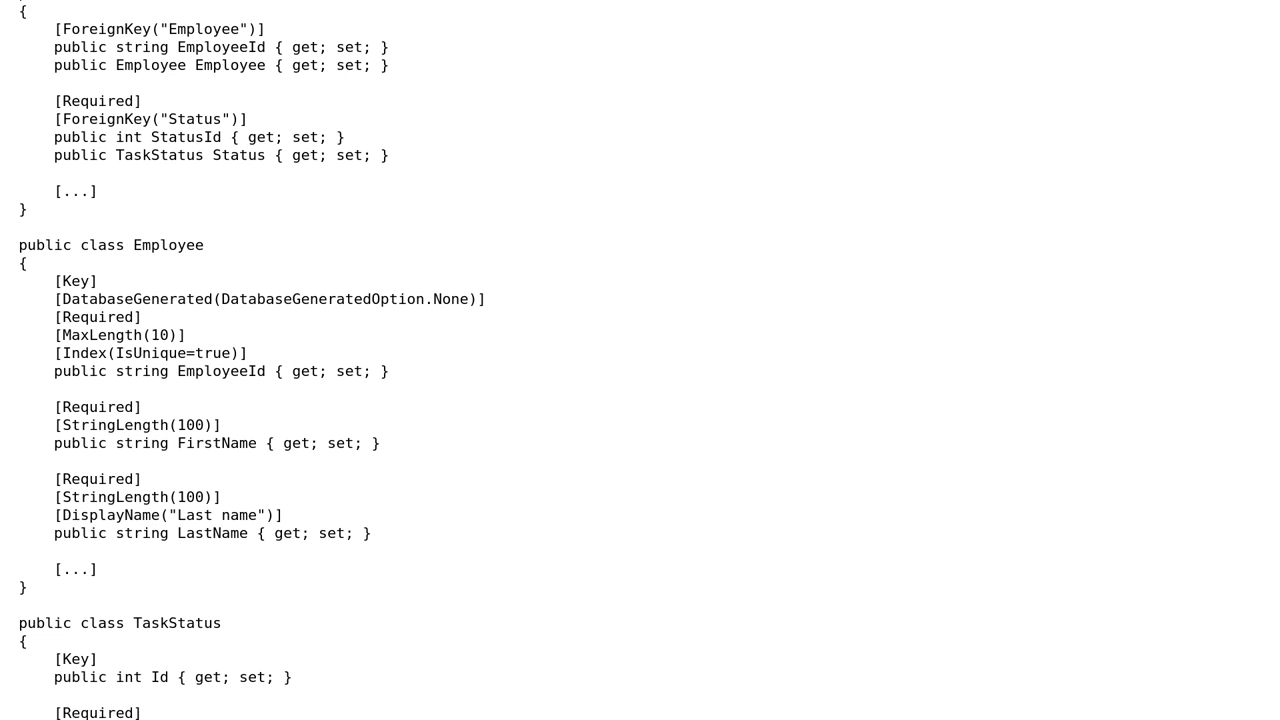 {
    [ForeignKey("Employee")]
    public string EmployeeId { get; set; }
    public Employee Employee { get; set; }

    [Required]
    [ForeignKey("Status")]
    public int StatusId { get; set; }
    public TaskStatus Status { get; set; }

    [...]
}

public class Employee
{
    [Key]
    [DatabaseGenerated(DatabaseGeneratedOption.None)]
    [Required]
    [MaxLength(10)]
    [Index(IsUnique=true)]
    public string EmployeeId { get; set; }

    [Required]
    [StringLength(100)]
    public string FirstName { get; set; }

    [Required]
    [StringLength(100)]
    [DisplayName("Last name")]
    public string LastName { get; set; }

    [...]
}

public class TaskStatus
{
    [Key]
    public int Id { get; set; }

    [Required]